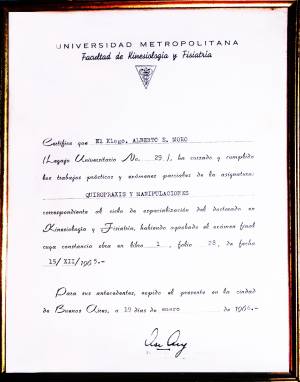 UNIVERSIDAD METROPOLITANA
Facultad de Kinesiología y Fisiatría
Certifica que El Klogo. ALBERTO E. MORO
(Legajo Universitario No. 29 ), ha cursado y cumplido
los trabajos prácticos y exámenes parciales de la asignatura:
QUIROPRAXIS Y MANIPULACIONES
correspondiente al ciclo de especialización del doctorado en
Kinesiología y Fisiatría, habiendo aprobado el exámen final
cuya constancia obra en libro 1, folio 28, de fecha
15/XII/1965.-
Para sus antecedentes, expido el presente en la ciudad
de Buenos Aires, a 19 días de enero de 1966.-